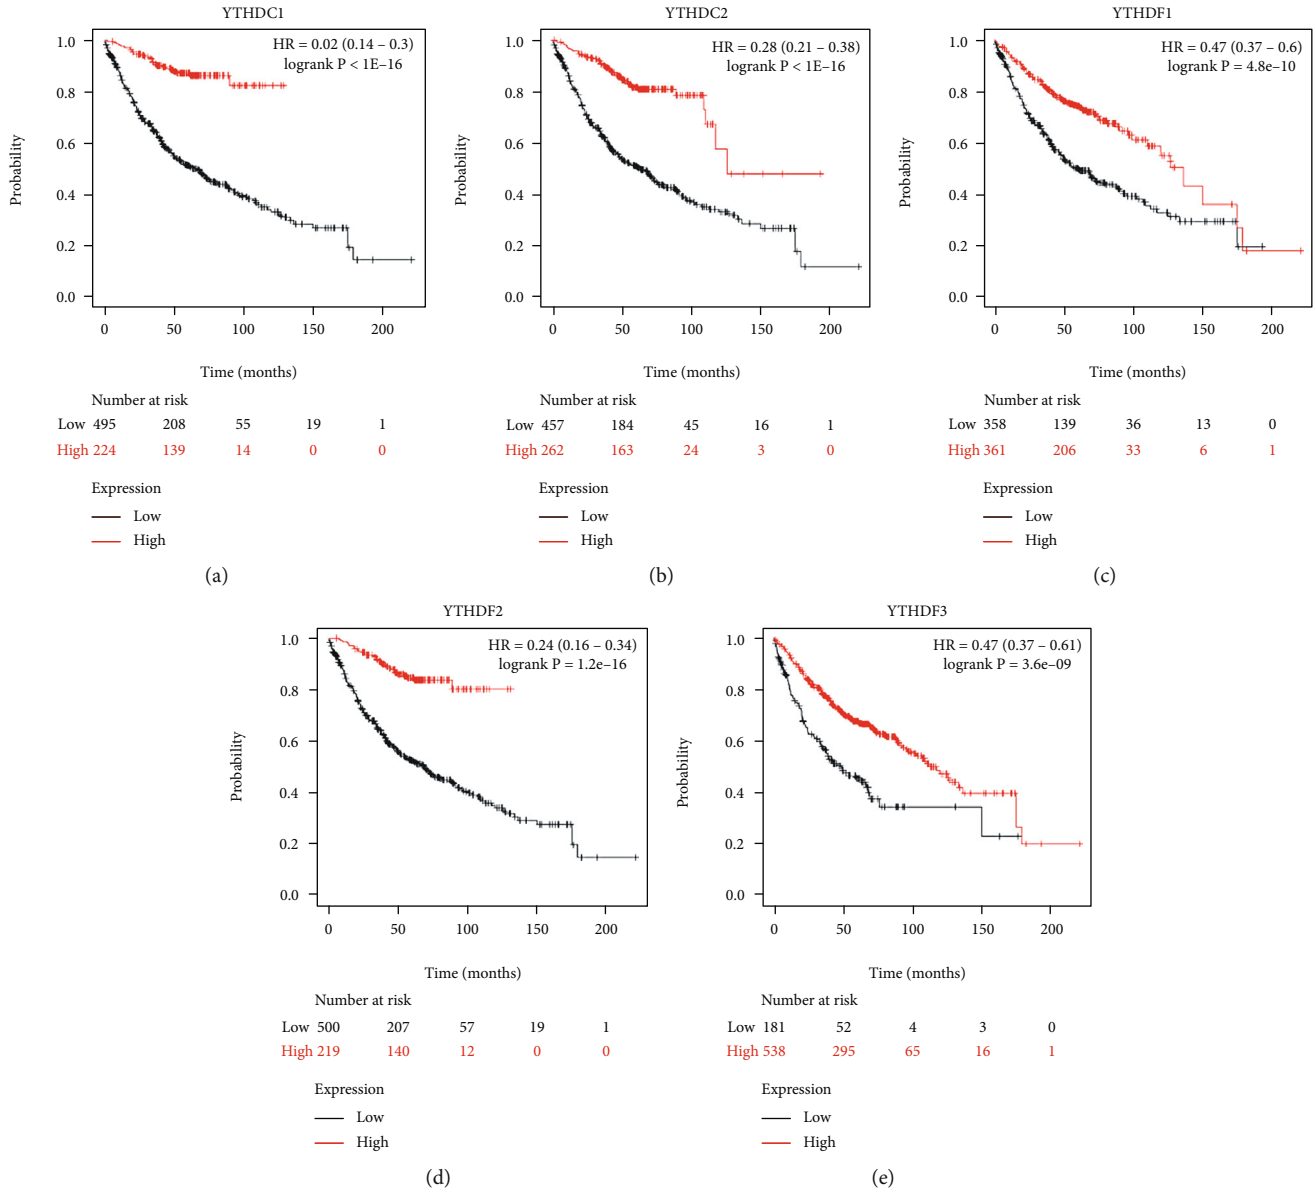 YTHDC1
HR = 0.02 (0.14 – 0.3)
logrank P < 1E–16
Probability
1.0
0.8
0.6
0.4
0.2
0.0
0 50 100 150 200
Time (months)
Number at risk
Low 495 208 55 19 1
High 224 139 14 0 0
Expression
Low
High
(a)
YTHDC2
HR = 0.28 (0.21 – 0.38)
logrank P < 1E–16
Probability
1.0
0.8
0.6
0.4
0.2
0.0
0 50 100 150 200
Time (months)
Number at risk
Low 457 184 45 16 1
High 262 163 24 3 0
Expression
Low
High
(b)
YTHDF1
HR = 0.47 (0.37 – 0.6)
logrank P = 4.8e–10
Probability
1.0
0.8
0.6
0.4
0.2
0.0
0 50 100 150 200
Time (months)
Number at risk
Low 358 139 36 13 0
High 361 206 33 6 1
Expression
Low
High
(c)
YTHDF2
HR = 0.24 (0.16 – 0.34)
logrank P = 1.2e–16
Probability
1.0
0.8
0.6
0.4
0.2
0.0
0 50 100 150 200
Time (months)
Number at risk
Low 500 207 57 19 1
High 219 140 12 0 0
Expression
Low
High
(d)
YTHDF3
HR = 0.47 (0.37 – 0.61)
logrank P = 3.6e–09
Probability
1.0
0.8
0.6
0.4
0.2
0.0
0 50 100 150 200
Time (months)
Number at risk
Low 181 52 4 3 0
High 538 295 65 16 1
Expression
Low
High
(e)